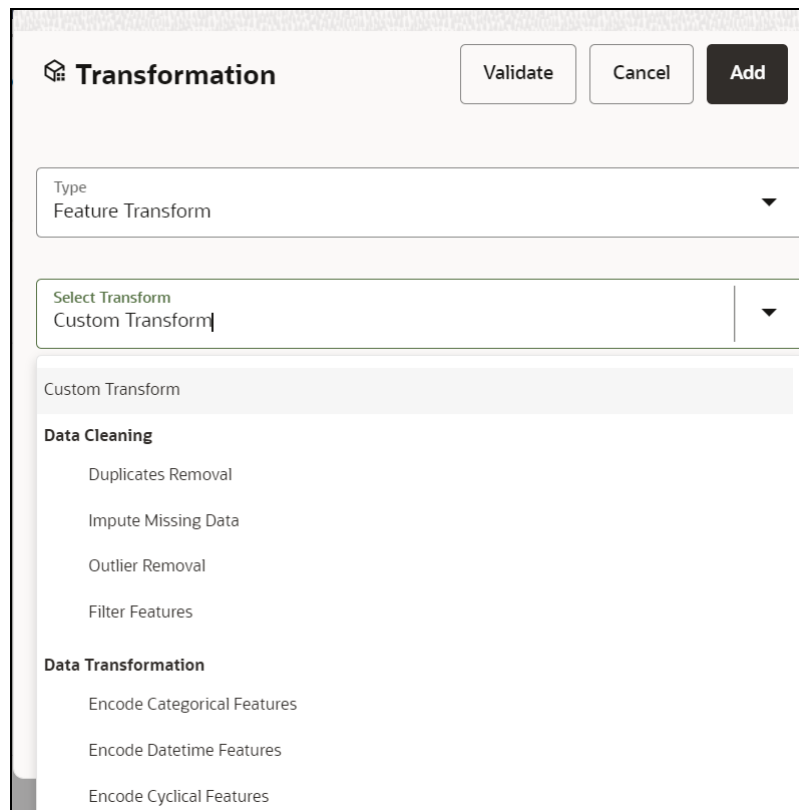 Transformation
Validate
Cancel
Add
Type
Feature Transform
Select Transform
Custom Transform
Custom Transform
Data Cleaning
Duplicates Removal
Impute Missing Data
Outlier Removal
Filter Features
Data Transformation
Encode Categorical Features
Encode Datetime Features
Encode Cyclical Features